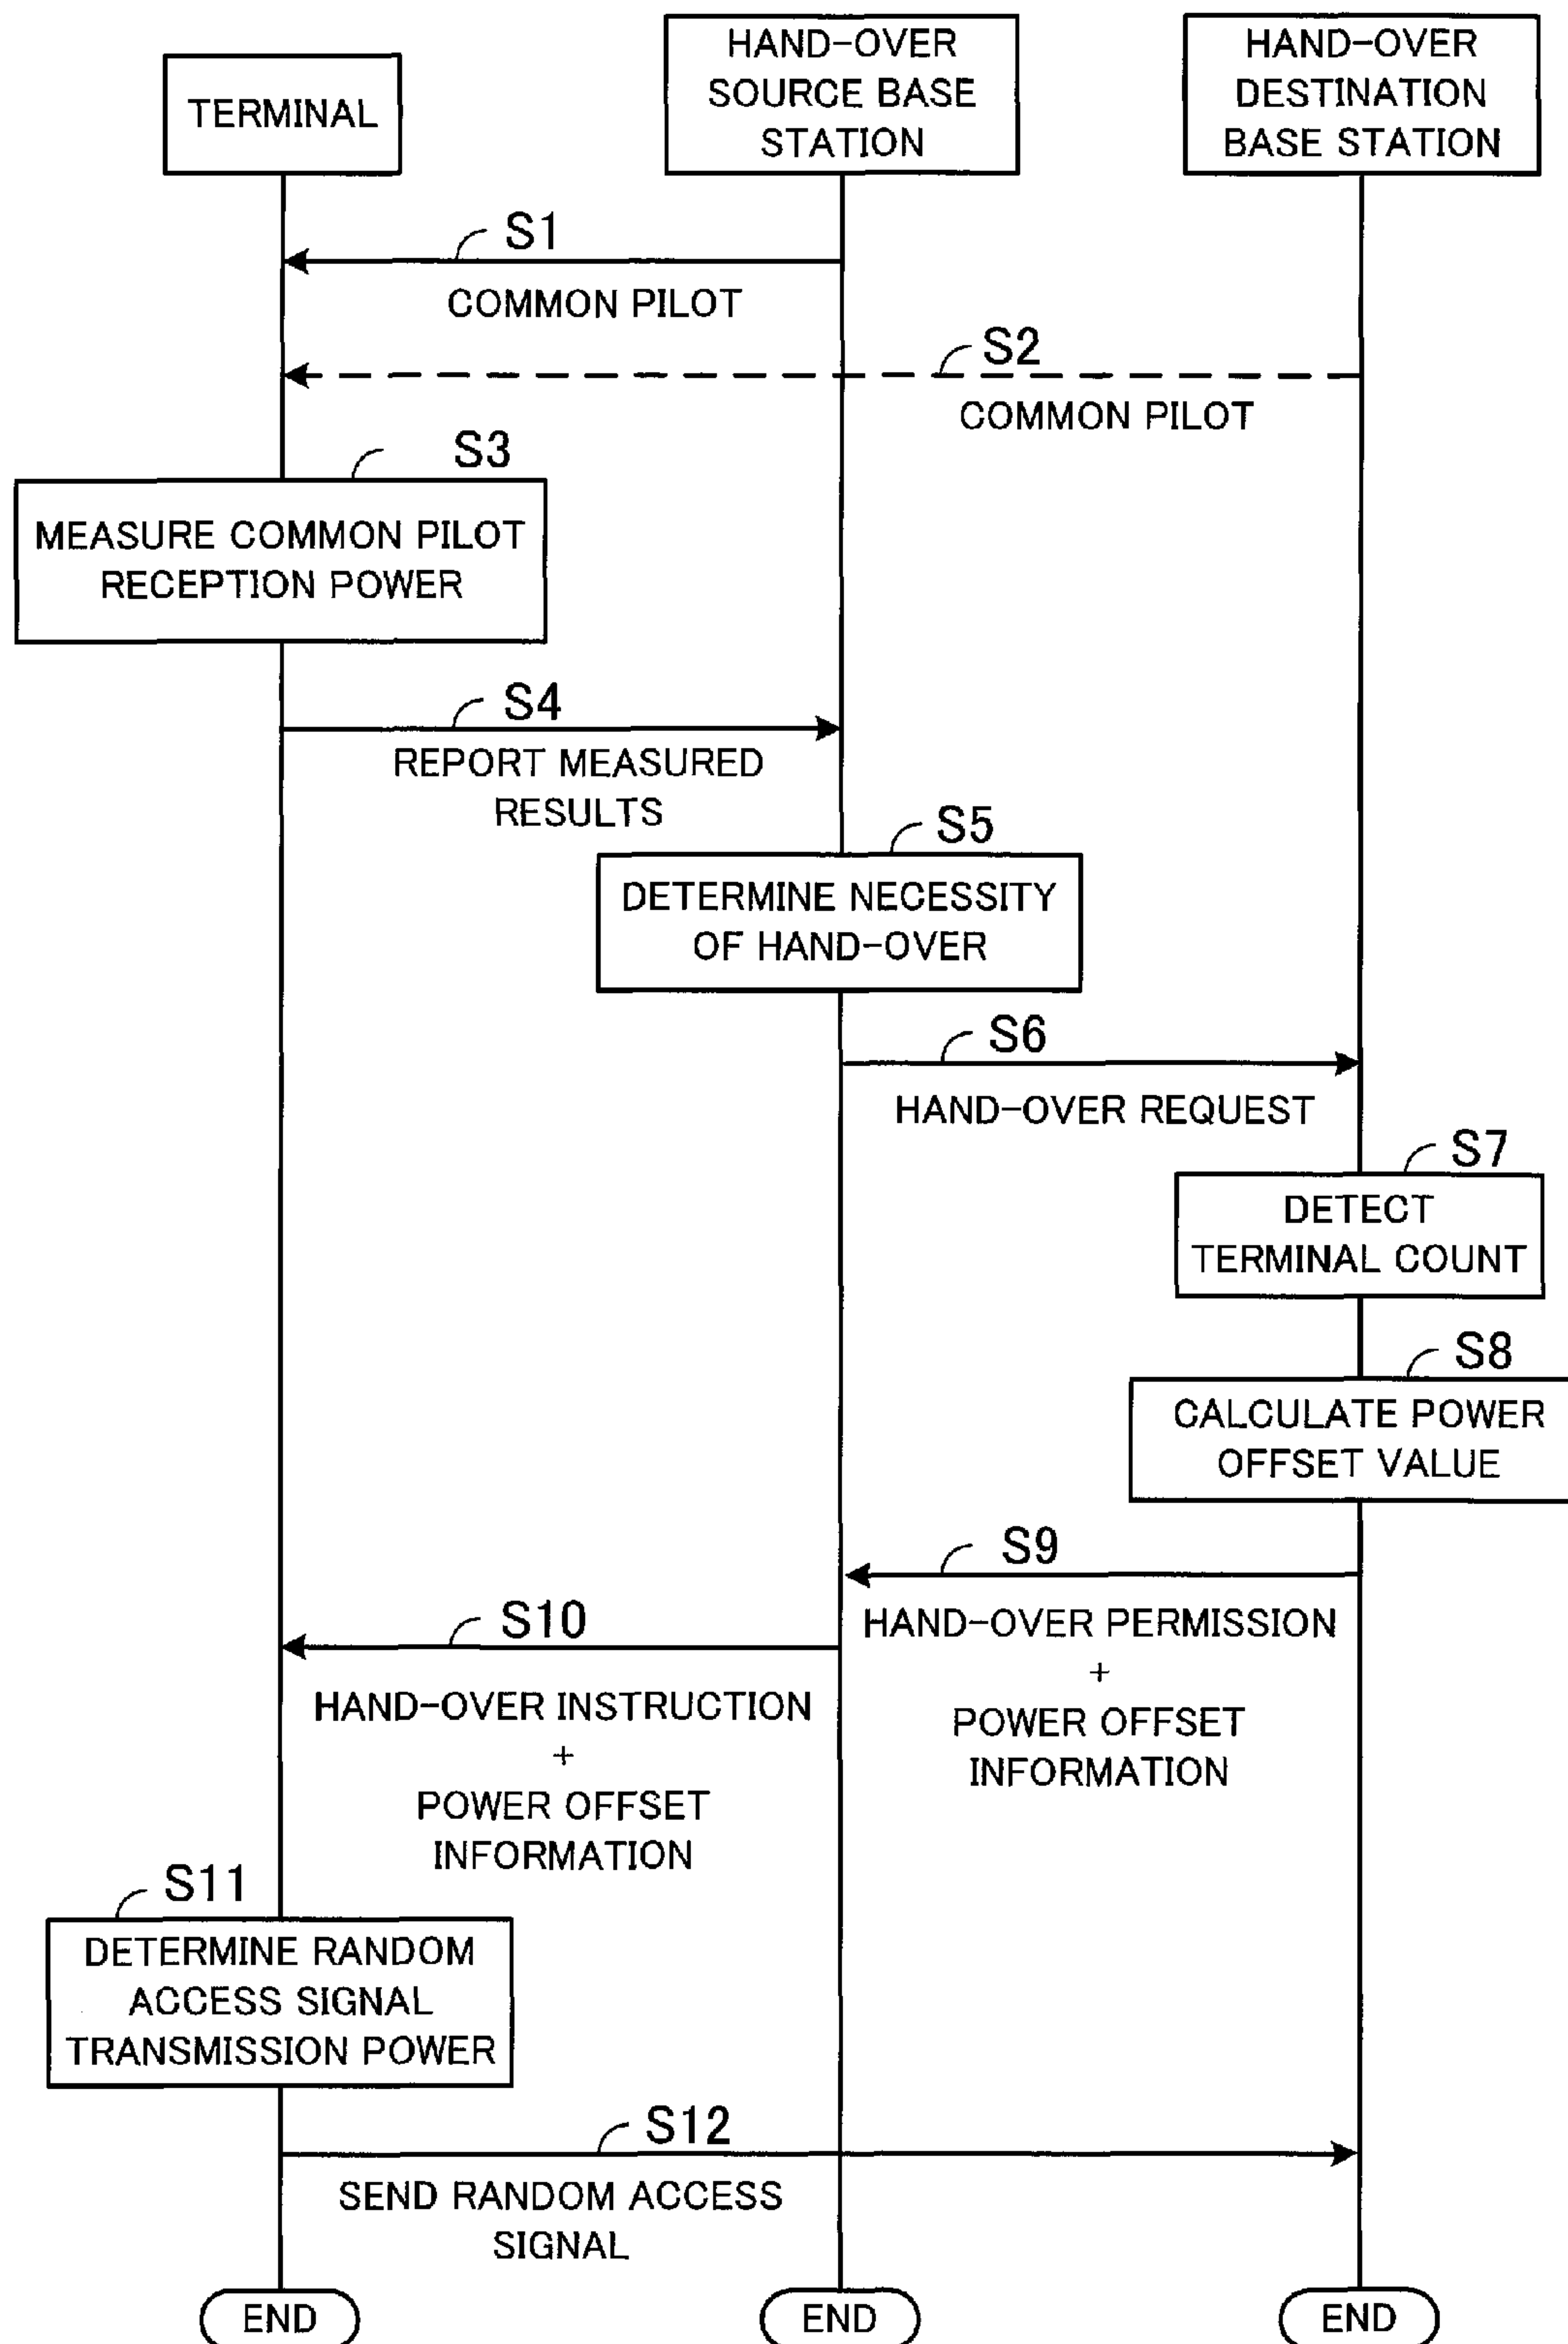 TERMINAL
HAND-OVER
SOURCE BASE
STATION
HAND-OVER
DESTINATION
BASE STATION
S1
COMMON PILOT
S2
COMMON PILOT
S3
MEASURE COMMON PILOT
RECEPTION POWER
S4
REPORT MEASURED
RESULTS
S5
DETERMINE NECESSITY
OF HAND-OVER
S6
HAND-OVER REQUEST
S7
DETECT
TERMINAL COUNT
S8
CALCULATE POWER
OFFSET VALUE
S9
HAND-OVER PERMISSION
+
POWER OFFSET
INFORMATION
S10
HAND-OVER INSTRUCTION
+
POWER OFFSET
INFORMATION
S11
DETERMINE RANDOM
ACCESS SIGNAL
TRANSMISSION POWER
S12
SEND RANDOM ACCESS
SIGNAL
END
END
END